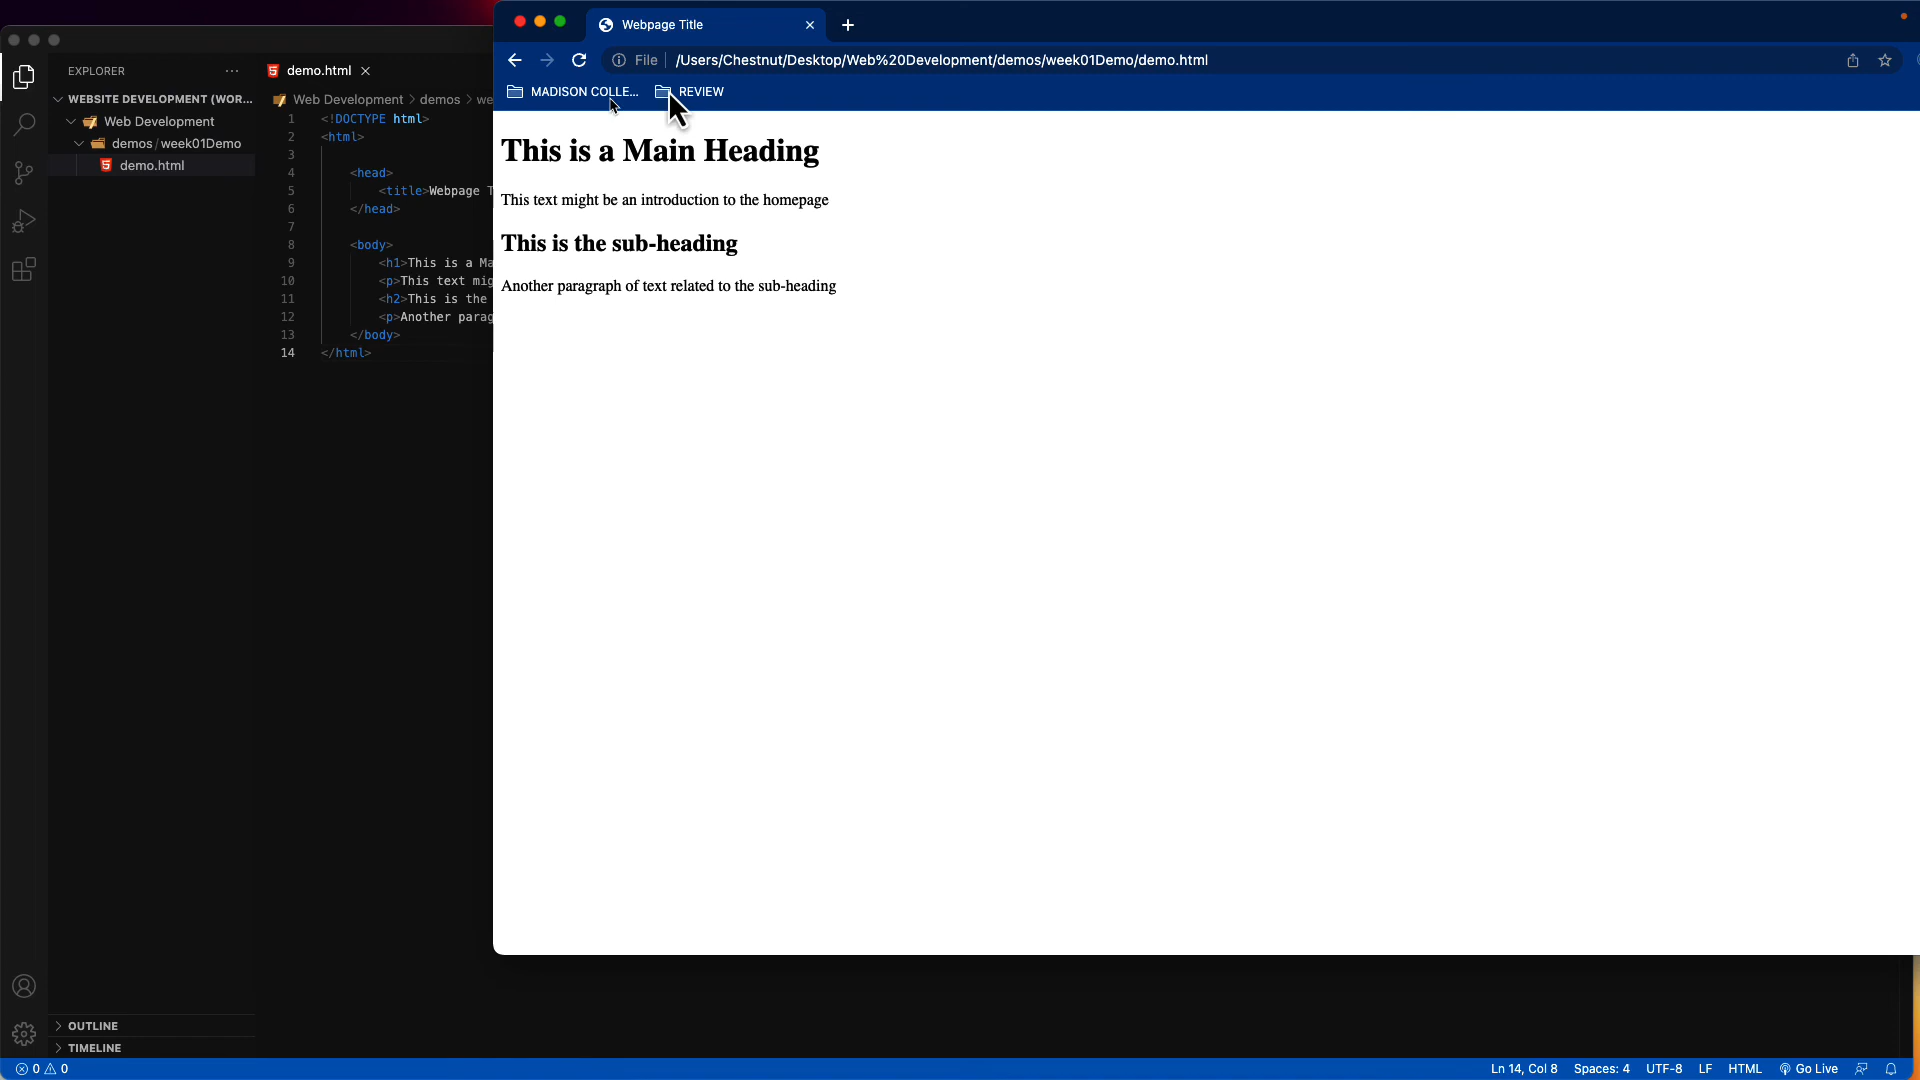 Webpage Title
File
/Users/Chestnut/Desktop/Web%20Development/demos/week01Demo/demo.html
MADISON COLLE...
REVIEW
This is a Main Heading
This text might be an introduction to the homepage
This is the sub-heading
Another paragraph of text related to the sub-heading
EXPLORER
WEBSITE DEVELOPMENT (WOR...
Web Development
demos/week01Demo
demo.html
OUTLINE
TIMELINE
demo.html
Web Development > demos > we
1 <!DOCTYPE html>
2 <html>
3
4 <head>
5 <title>Webpage T
6 </head>
7
8 <body>
9 <h1>This is a Ma
10 <p>This text mig
11 <h2>This is the
12 <p>Another parag
13 </body>
14 </html>
0 0
Ln 14, Col 8 Spaces: 4 UTF-8 LF HTML Go Live